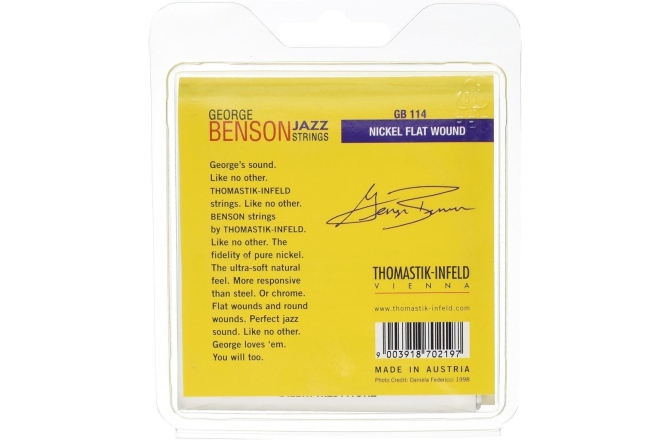 GEORGE
BENSON JAZZ
STRINGS
GB 114
NICKEL FLAT WOUND
George's sound.
Like no other.
THOMASTIK-INFELD
strings. Like no other.
BENSON strings
by THOMASTIK-INFELD.
Like no other. The
fidelity of pure nickel.
The ultra-soft natural
feel. More responsive
than steel. Or chrome.
Flat wounds and round
wounds. Perfect jazz
sound. Like no other.
George loves 'em.
You will too.
George Benson
THOMASTIK-INFELD
VIENNA
www.thomastik-infeld.com
9 003918 702197
MADE IN AUSTRIA
Photo Credit: Daniela Federici 1998